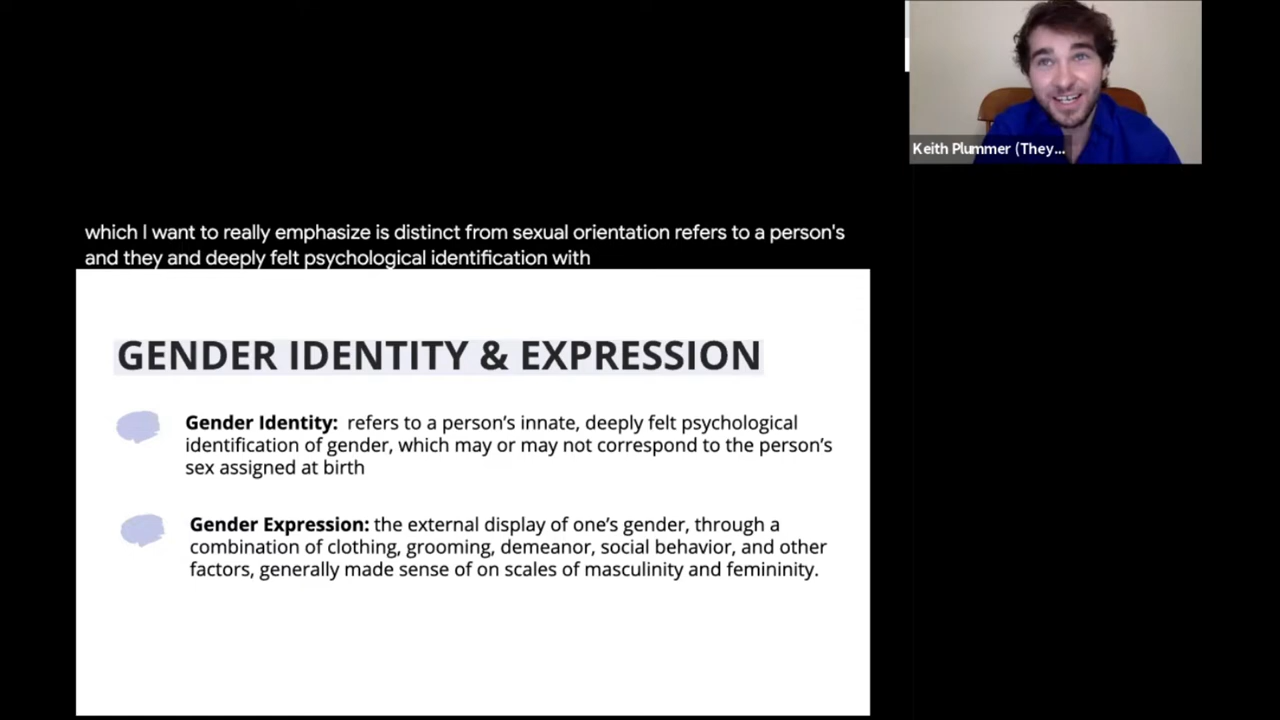 Keith Plummer (They...
which I want to really emphasize is distinct from sexual orientation refers to a person's
and they and deeply felt psychological identification with
GENDER IDENTITY & EXPRESSION
Gender Identity: refers to a person's innate, deeply felt psychological
identification of gender, which may or may not correspond to the person's
sex assigned at birth
Gender Expression: the external display of one's gender, through a
combination of clothing, grooming, demeanor, social behavior, and other
factors, generally made sense of on scales of masculinity and femininity.